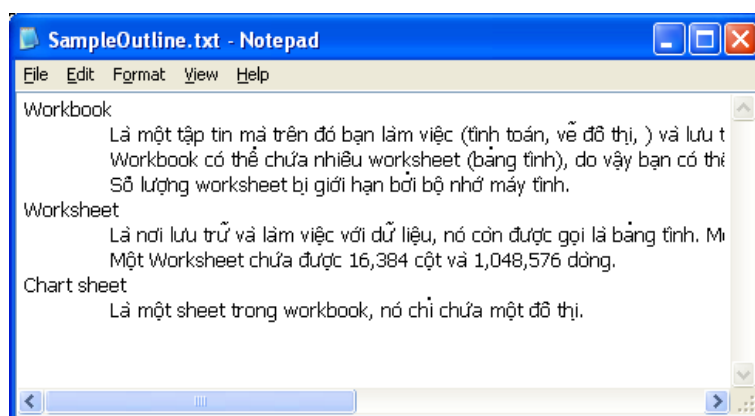 SampleOutline.txt - Notepad
File Edit Format View Help
Workbook
Là một tập tin mà trên đó bạn làm việc (tính toán, vẽ đồ thị, ) và lưu t
Workbook có thể chứa nhiều worksheet (bảng tính), do vậy bạn có thể
Số lượng worksheet bị giới hạn bởi bộ nhớ máy tính.
Worksheet
Là nơi lưu trữ và làm việc với dữ liệu, nó còn được gọi là bảng tính.
Một Worksheet chứa được 16,384 cột và 1,048,576 dòng.
Chart sheet
Là một sheet trong workbook, nó chỉ chứa một đồ thị.